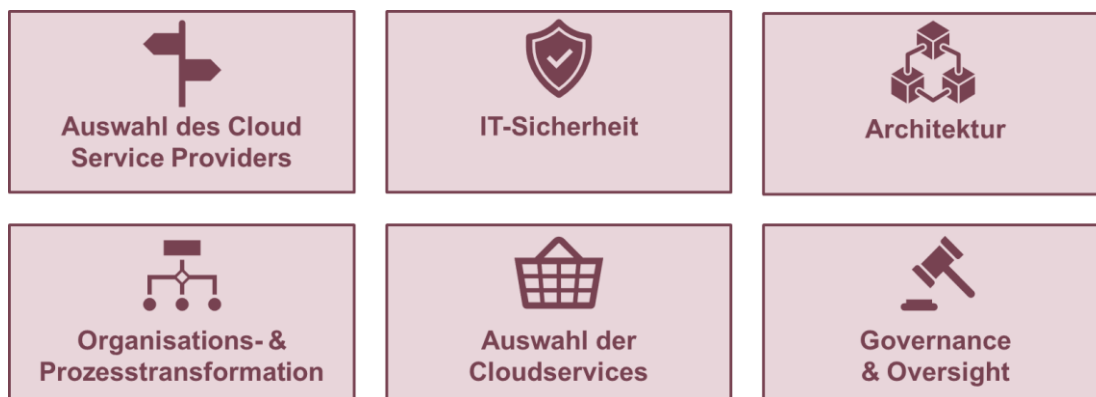 Auswahl des Cloud
Service Providers
IT-Sicherheit
Architektur
Organisations- &
Prozesstransformation
Auswahl der
Cloudservices
Governance
& Oversight